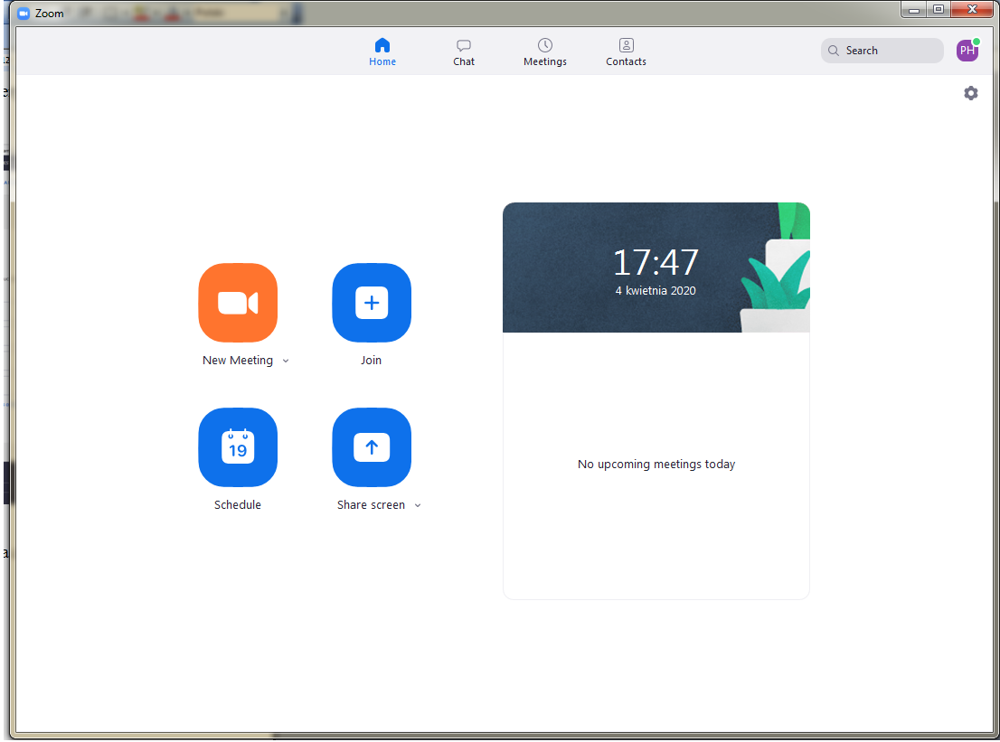 Zoom
Home
Chat
Meetings
Contacts
Search
PH
17:47
4 kwietnia 2020
New Meeting
Join
19
Schedule
Share screen
No upcoming meetings today